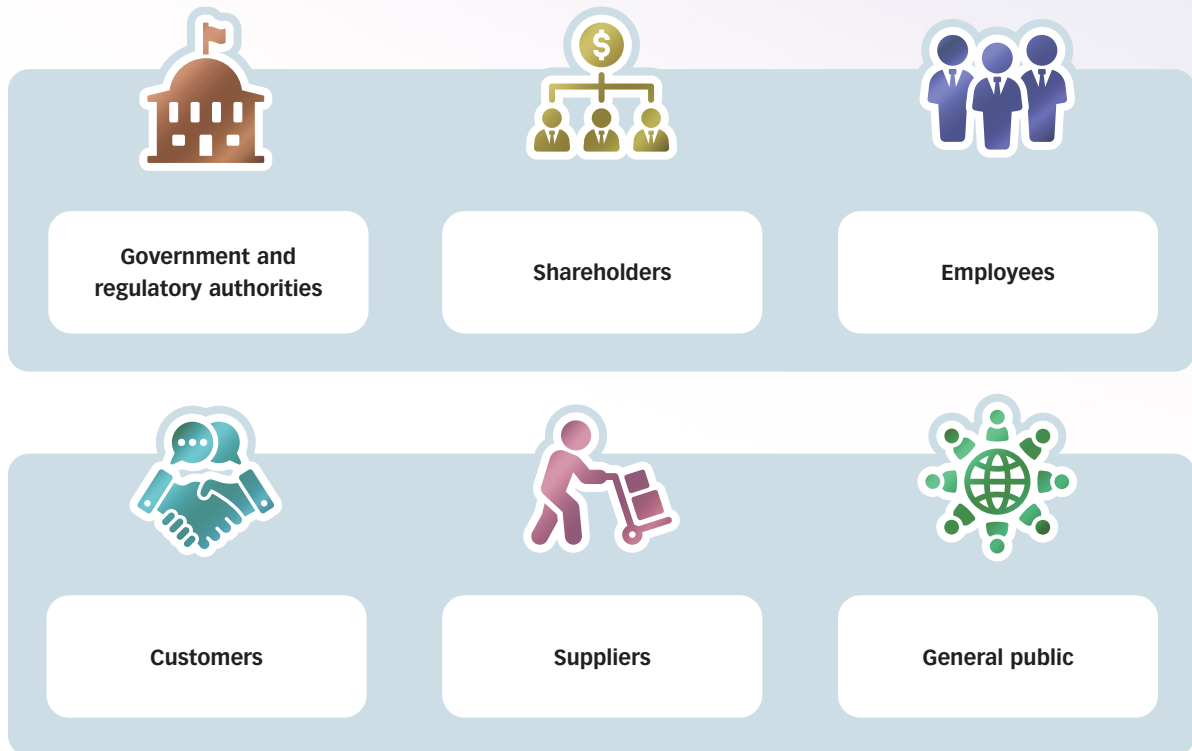 Government and
regulatory authorities
Shareholders
Employees
Customers
Suppliers
General public